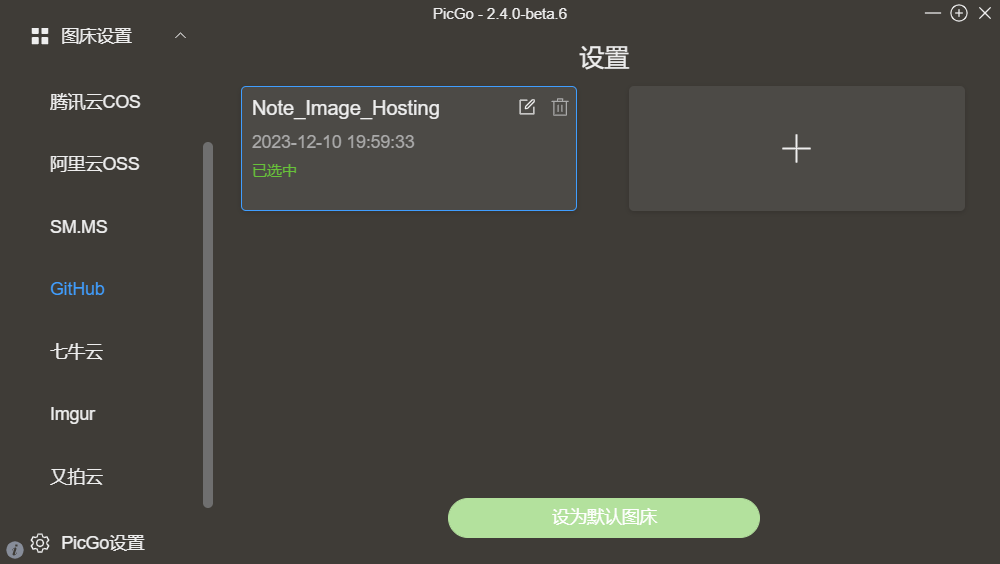 PicGo - 2.4.0-beta.6
图床设置
腾讯云COS
阿里云OSS
SM.MS
GitHub
七牛云
Imgur
又拍云
PicGo设置
设置
Note_Image_Hosting
2023-12-10 19:59:33
已选中
设为默认图床